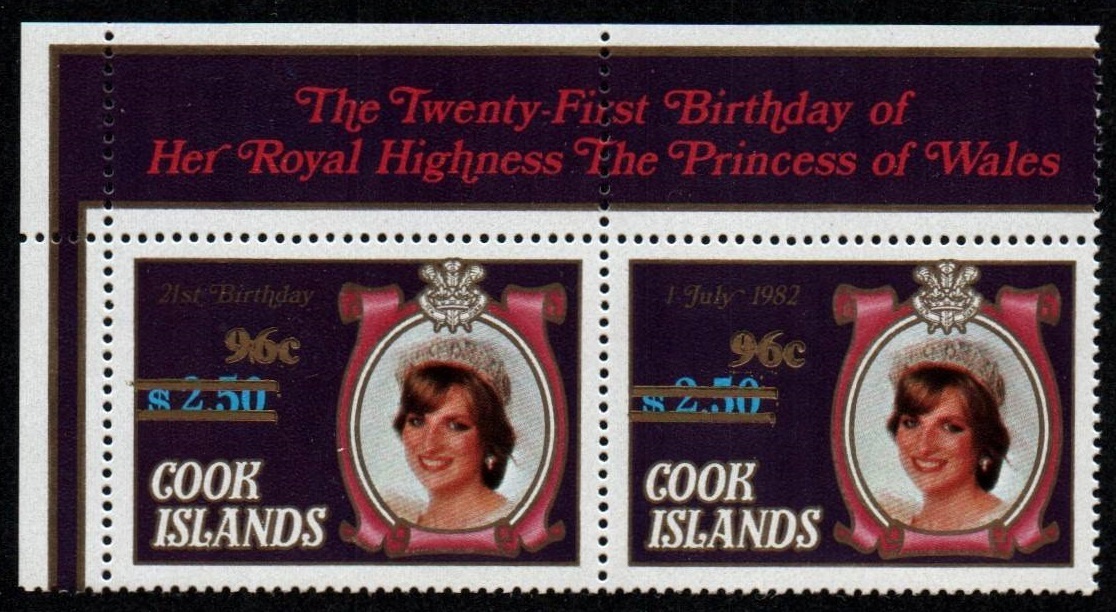 The Twenty-First Birthday of
Her Royal Highness The Princess of Wales
21st Birthday
96c
$2.50
COOK
ISLANDS
1 July 1982
96c
$2.50
COOK
ISLANDS